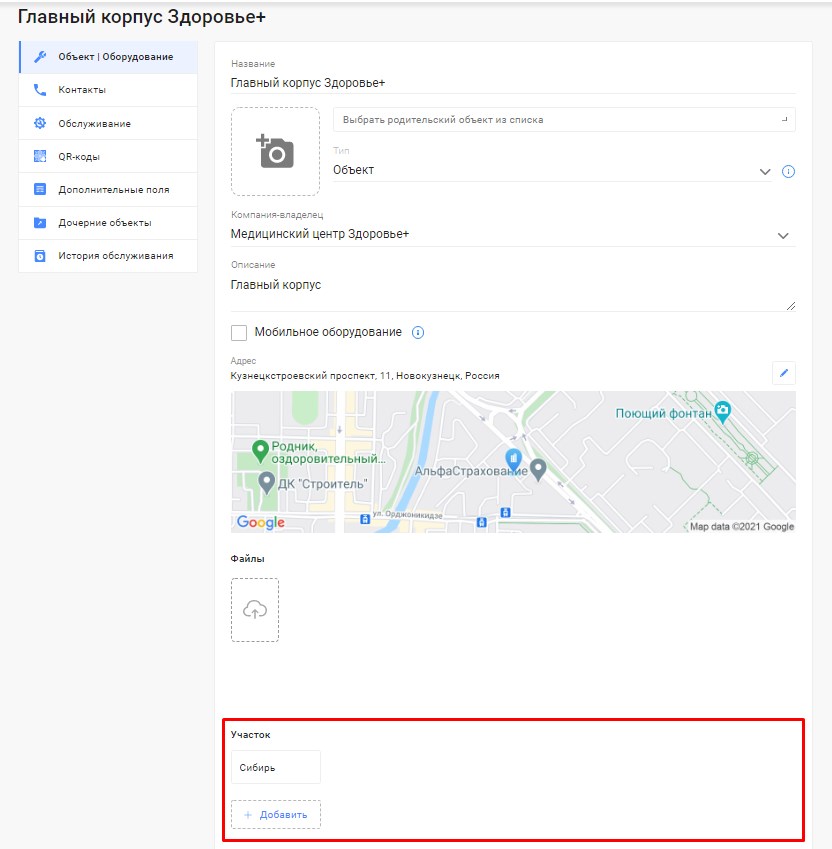 Главный корпус Здоровье+
Объект | Оборудование
Контакты
Обслуживание
QR-коды
Дополнительные поля
Дочерние объекты
История обслуживания
Название
Главный корпус Здоровье+
Выбрать родительский объект из списка
Тип
Объект
Компания-владелец
Медицинский центр Здоровье+
Описание
Главный корпус
Мобильное оборудование
Адрес
Кузнецкстроевский проспект, 11, Новокузнецк, Россия
Поющий фонтан
Родник,
оздоровительный...
АльфаСтрахование
ДК "Строитель"
ул. Орджоникидзе
Google
Map data ©2021 Google
Файлы
Участок
Сибирь
+ Добавить